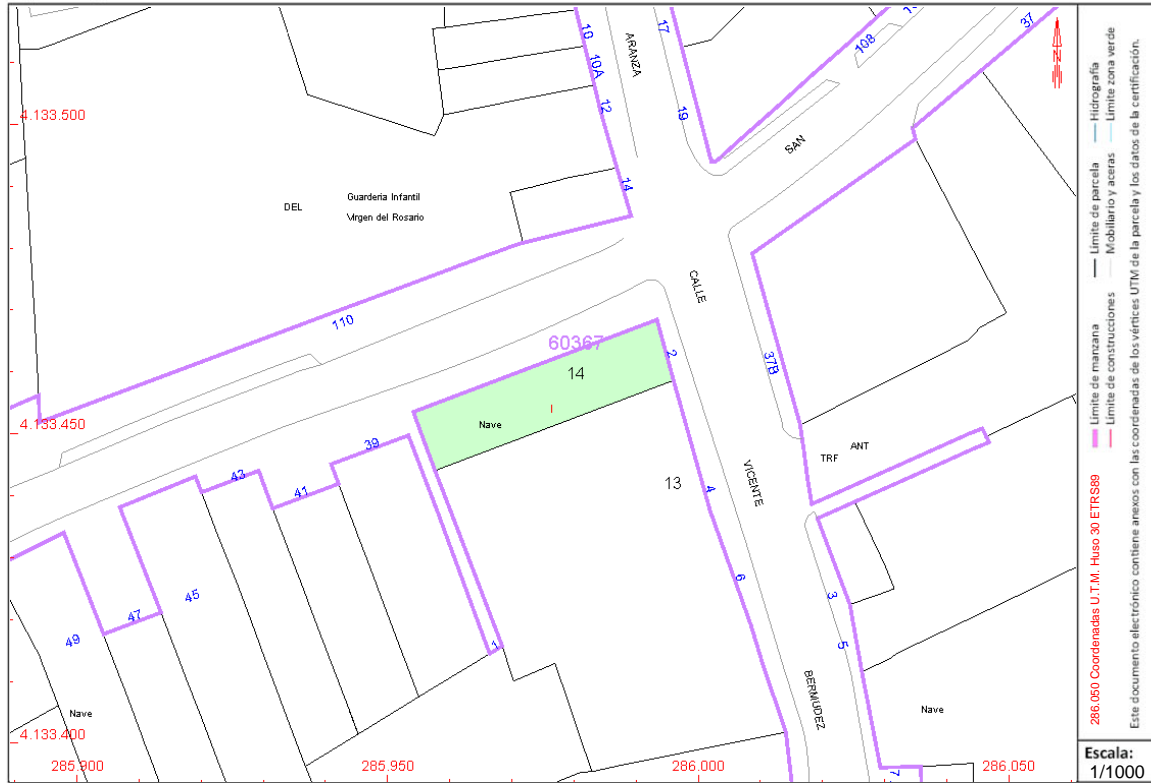 10
10A
12
14
17
19
ARANZA
108
37
SAN
4.133.500
DEL
Guarderia Infantil
Virgen del Rosario
CALLE
110
60367
14
2
37B
Nave
4.133.450
39
43
41
13
4
VICENTE
TRF
ANT
6
3
5
45
47
49
1
BERMUDEZ
Nave
Nave
7
4.133.400
285.900
285.950
286.000
286.050
N
286.050 Coordenadas U.T.M. Huso 30 ETRS89
Límite de manzana
Límite de construcciones
Límite de parcela
Mobiliario y aceras
Hidrografía
Límite zona verde
Este documento electrónico contiene anexos con las coordenadas de los vértices UTM de la parcela y los datos de la certificación.
Escala:
1/1000